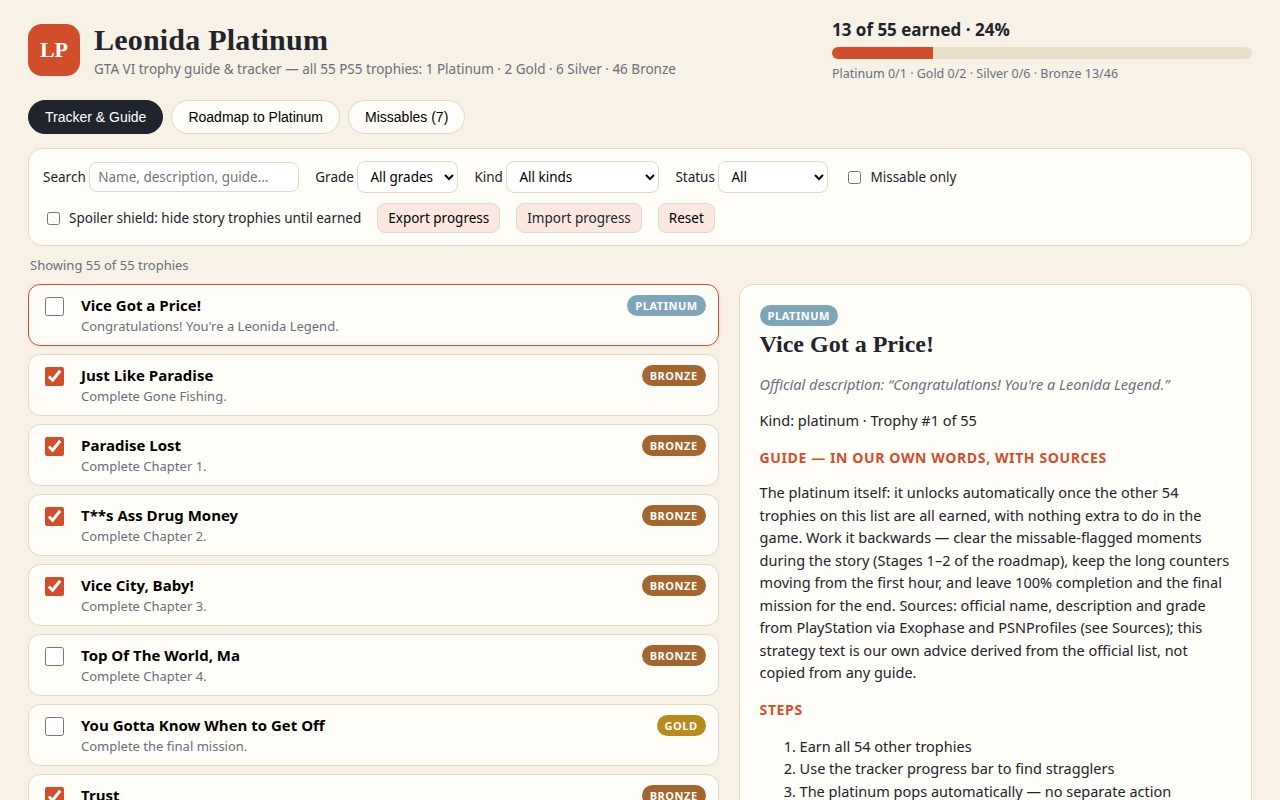 LP
Leonida Platinum
GTA VI trophy guide & tracker — all 55 PS5 trophies: 1 Platinum · 2 Gold · 6 Silver · 46 Bronze
13 of 55 earned · 24%
Platinum 0/1 · Gold 0/2 · Silver 0/6 · Bronze 13/46
Tracker & Guide
Roadmap to Platinum
Missables (7)
Search Name, description, guide... Grade All grades Kind All kinds Status All Missable only
Spoiler shield: hide story trophies until earned Export progress Import progress Reset
Showing 55 of 55 trophies
Vice Got a Price! PLATINUM
Congratulations! You're a Leonida Legend.
Just Like Paradise BRONZE
Complete Gone Fishing.
Paradise Lost BRONZE
Complete Chapter 1.
T**s Ass Drug Money BRONZE
Complete Chapter 2.
Vice City, Baby! BRONZE
Complete Chapter 3.
Top Of The World, Ma BRONZE
Complete Chapter 4.
You Gotta Know When to Get Off GOLD
Complete the final mission.
Trust BRONZE
PLATINUM
Vice Got a Price!
Official description: “Congratulations! You're a Leonida Legend.”
Kind: platinum · Trophy #1 of 55
GUIDE — IN OUR OWN WORDS, WITH SOURCES
The platinum itself: it unlocks automatically once the other 54
trophies on this list are all earned, with nothing extra to do in the
game. Work it backwards — clear the missable-flagged moments
during the story (Stages 1–2 of the roadmap), keep the long counters
moving from the first hour, and leave 100% completion and the final
mission for the end. Sources: official name, description and grade
from PlayStation via Exophase and PSNProfiles (see Sources); this
strategy text is our own advice derived from the official list, not
copied from any guide.
STEPS
1. Earn all 54 other trophies
2. Use the tracker progress bar to find stragglers
3. The platinum pops automatically — no separate action